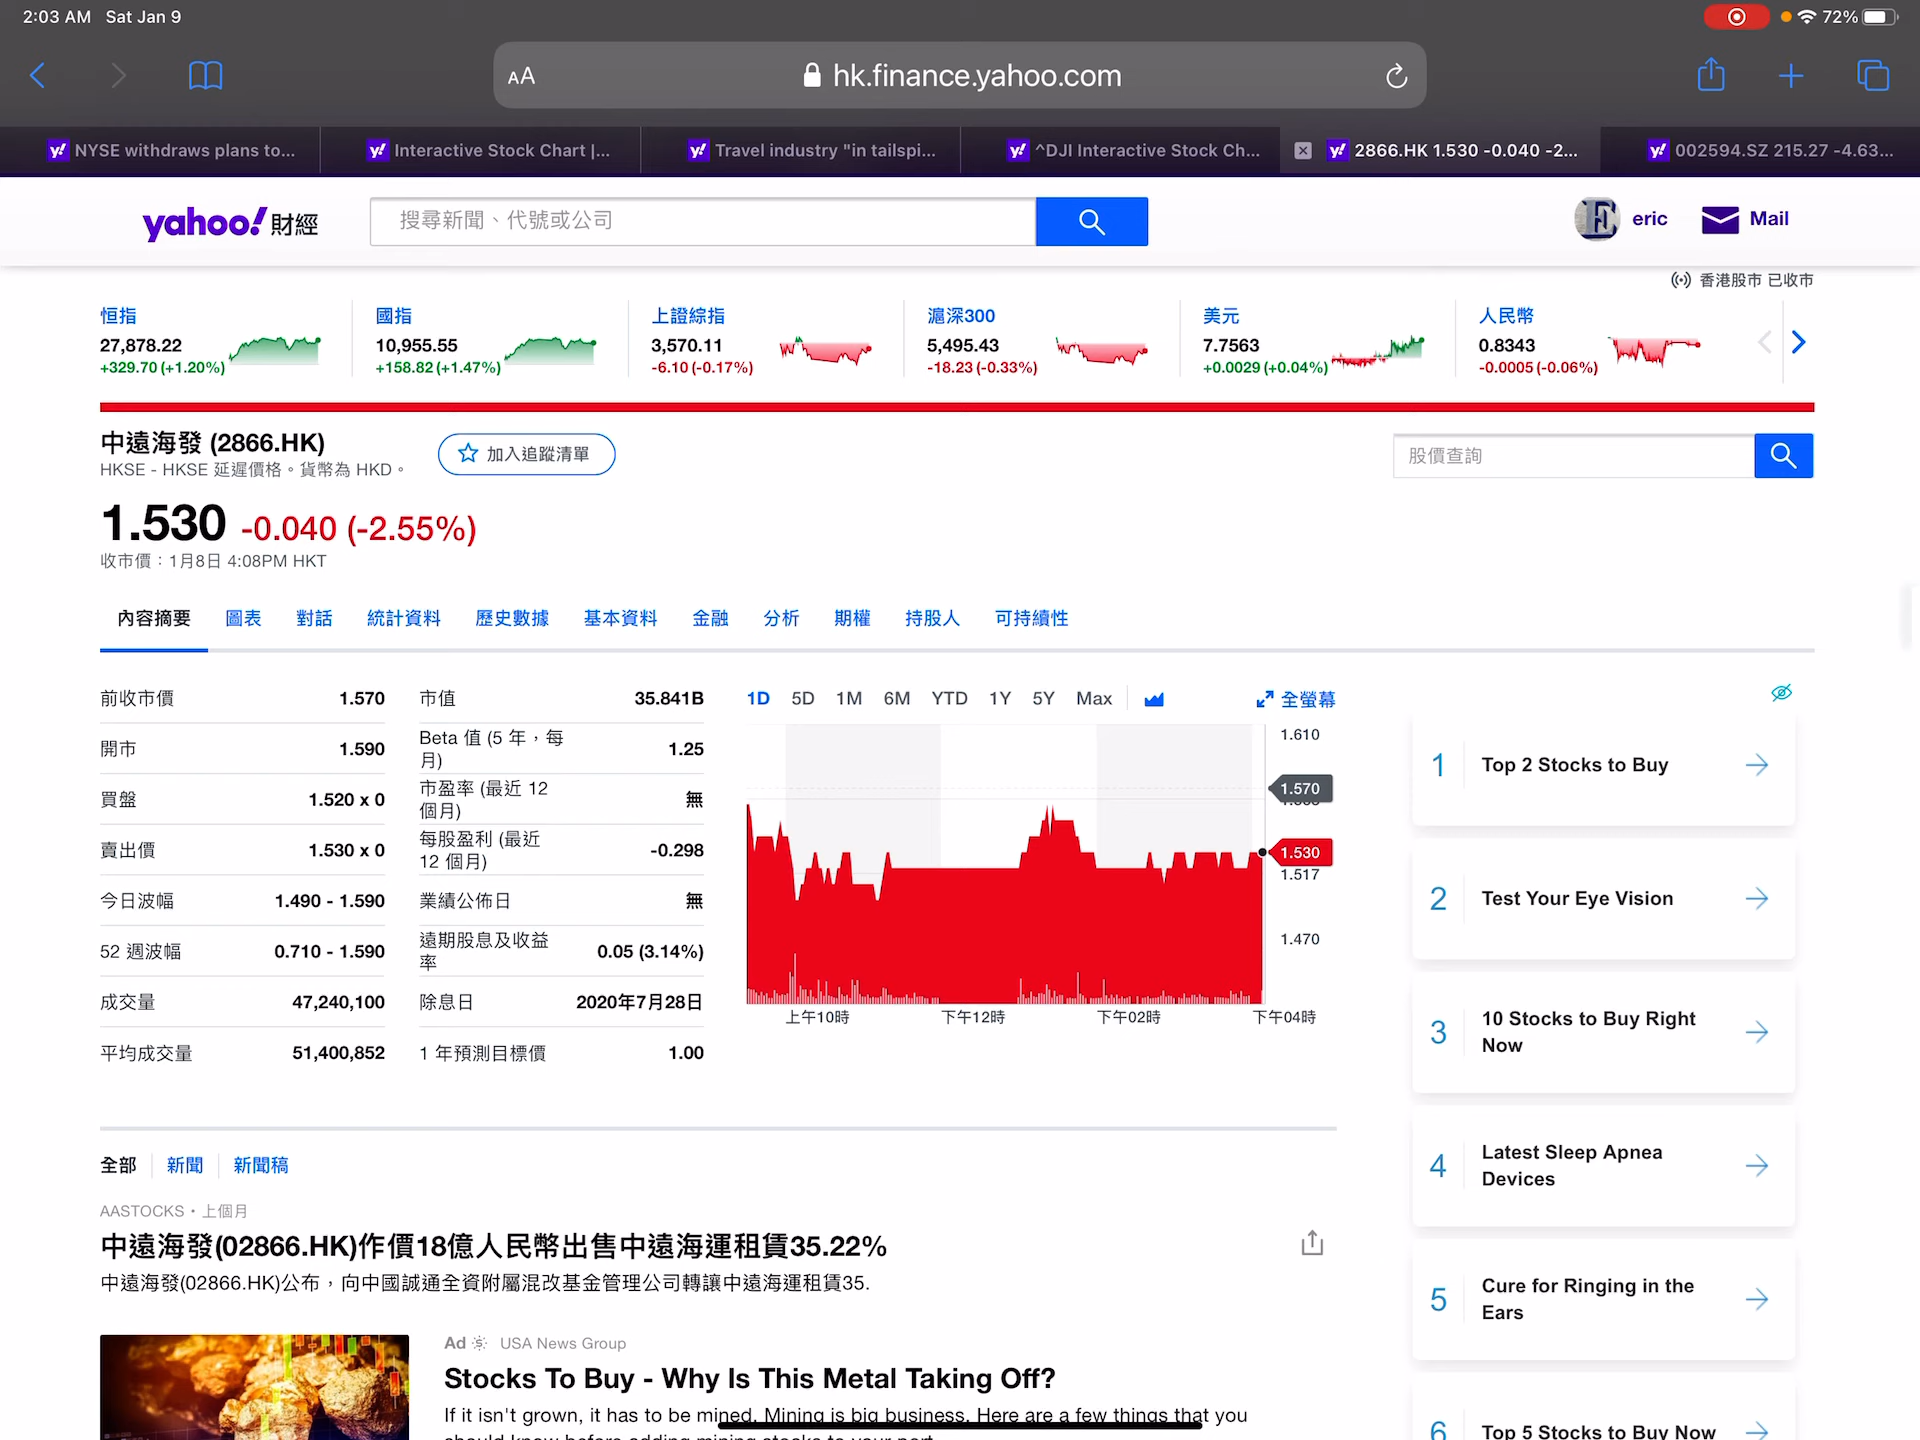 2:03 AM Sat Jan 9
72%
AA
hk.finance.yahoo.com
NYSE withdraws plans to...
Interactive Stock Chart |...
Travel industry "in tailspi...
^DJI Interactive Stock Ch...
2866.HK 1.530 -0.040 -2...
002594.SZ 215.27 -4.63...
yahoo!財經
搜尋新聞、代號或公司
eric
Mail
香港股市 已收市
恒指
27,878.22
+329.70 (+1.20%)
國指
10,955.55
+158.82 (+1.47%)
上證綜指
3,570.11
-6.10 (-0.17%)
滬深300
5,495.43
-18.23 (-0.33%)
美元
7.7563
+0.0029 (+0.04%)
人民幣
0.8343
-0.0005 (-0.06%)
中遠海發 (2866.HK)
HKSE - HKSE 延遲價格。貨幣為 HKD。
加入追蹤清單
股價查詢
1.530 -0.040 (-2.55%)
收市價：1月8日 4:08PM HKT
內容摘要 圖表 對話 統計資料 歷史數據 基本資料 金融 分析 期權 持股人 可持續性
前收市價 1.570
開市 1.590
買盤 1.520 x 0
賣出價 1.530 x 0
今日波幅 1.490 - 1.590
52 週波幅 0.710 - 1.590
成交量 47,240,100
平均成交量 51,400,852
市值 35.841B
Beta 值 (5 年，每
月) 1.25
市盈率 (最近 12
個月) 無
每股盈利 (最近
12 個月) -0.298
業績公佈日 無
遠期股息及收益
率 0.05 (3.14%)
除息日 2020年7月28日
1 年預測目標價 1.00
1D 5D 1M 6M YTD 1Y 5Y Max
全螢幕
1.610
1.570
1.530
1.517
1.470
上午10時 下午12時 下午02時 下午04時
1 Top 2 Stocks to Buy
2 Test Your Eye Vision
3 10 Stocks to Buy Right
Now
4 Latest Sleep Apnea
Devices
5 Cure for Ringing in the
Ears
6 Top 5 Stocks to Buy Now
全部 新聞 新聞稿
AASTOCKS • 上個月
中遠海發(02866.HK)作價18億人民幣出售中遠海運租賃35.22%
中遠海發(02866.HK)公布，向中國誠通全資附屬混改基金管理公司轉讓中遠海運租賃35.
Ad USA News Group
Stocks To Buy - Why Is This Metal Taking Off?
If it isn't grown, it has to be mined. Mining is big business. Here are a few things that you